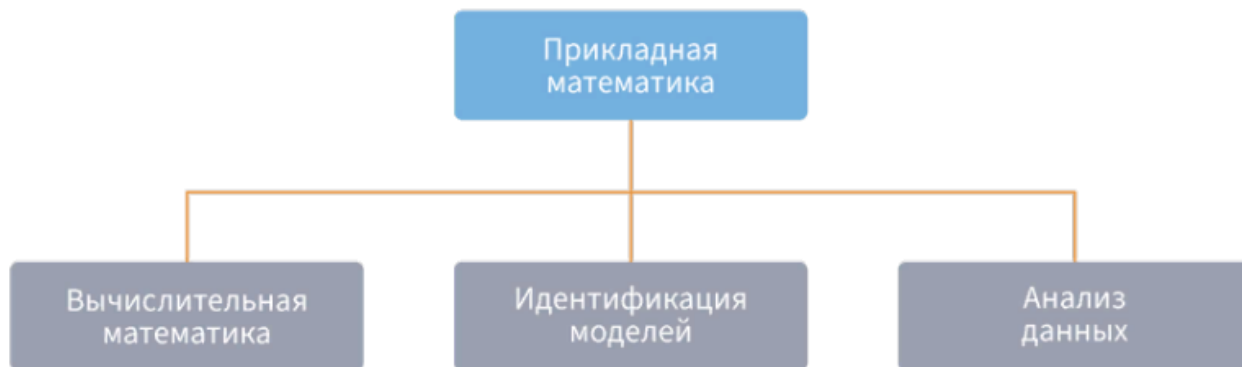 Прикладная
математика
Вычислительная
математика
Идентификация
моделей
Анализ
данных